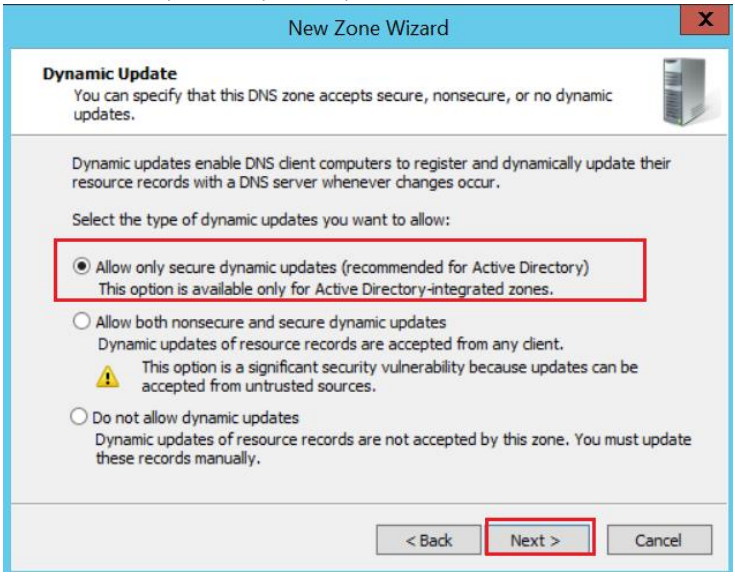 New Zone Wizard
X
Dynamic Update
You can specify that this DNS zone accepts secure, nonsecure, or no dynamic
updates.
Dynamic updates enable DNS client computers to register and dynamically update their
resource records with a DNS server whenever changes occur.
Select the type of dynamic updates you want to allow:
Allow only secure dynamic updates (recommended for Active Directory)
This option is available only for Active Directory-integrated zones.
Allow both nonsecure and secure dynamic updates
Dynamic updates of resource records are accepted from any client.
This option is a significant security vulnerability because updates can be
accepted from untrusted sources.
Do not allow dynamic updates
Dynamic updates of resource records are not accepted by this zone. You must update
these records manually.
< Back Next > Cancel